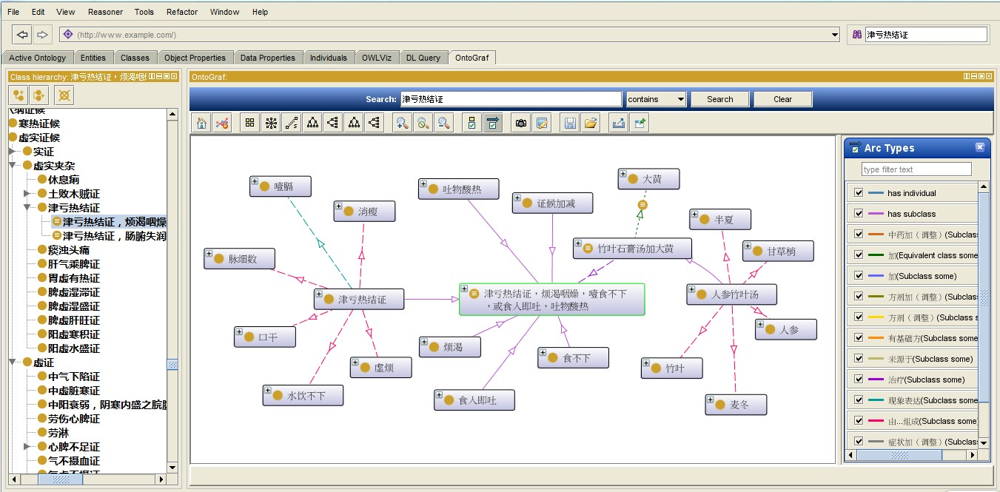 File Edit View Reasoner Tools Refactor Window Help
(http://www.example.com/)
津亏热结证
Active Ontology Entities Classes Object Properties Data Properties Individuals OWLViz DL Query OntoGraf
Class hierarchy: 津亏热结证，烦渴咽
寒热证候
虚实证候
实证
虚实夹杂
休息痢
土败木贼证
津亏热结证
津亏热结证，烦渴咽燥
津亏热结证，肠腑失润
痰浊头痛
肝气乘脾证
胃虚有热证
脾虚湿滞证
脾虚湿盛证
脾虚肝旺证
阳虚寒积证
阳虚水盛证
虚证
中气下陷证
中虚脏寒证
中阳衰弱，阴寒内盛之脘腹
劳伤心脾证
劳淋
心脾不足证
气不摄血证
OntoGraf:
Search: 津亏热结证 contains Search Clear
噎膈
消瘦
脉细数
津亏热结证
口干
水饮不下
虚烦
吐物酸热
证候加减
大黄
竹叶石膏汤加大黄
半夏
甘草梢
人参竹叶汤
人参
竹叶
麦冬
津亏热结证，烦渴咽燥，噎食不下
，或食入即吐，吐物酸热
烦渴
食不下
食入即吐
Arc Types
type filter text
has individual
has subclass
中药加（调整）(Subclass
加(Equivalent class some
加(Subclass some)
方剂加（调整）(Subclas
方剂（调整）(Subclass s
有基础方(Subclass some)
来源于(Subclass some)
治疗(Subclass some)
现象表达(Subclass some
由...组成(Subclass some)
症状加（调整）(Subclas